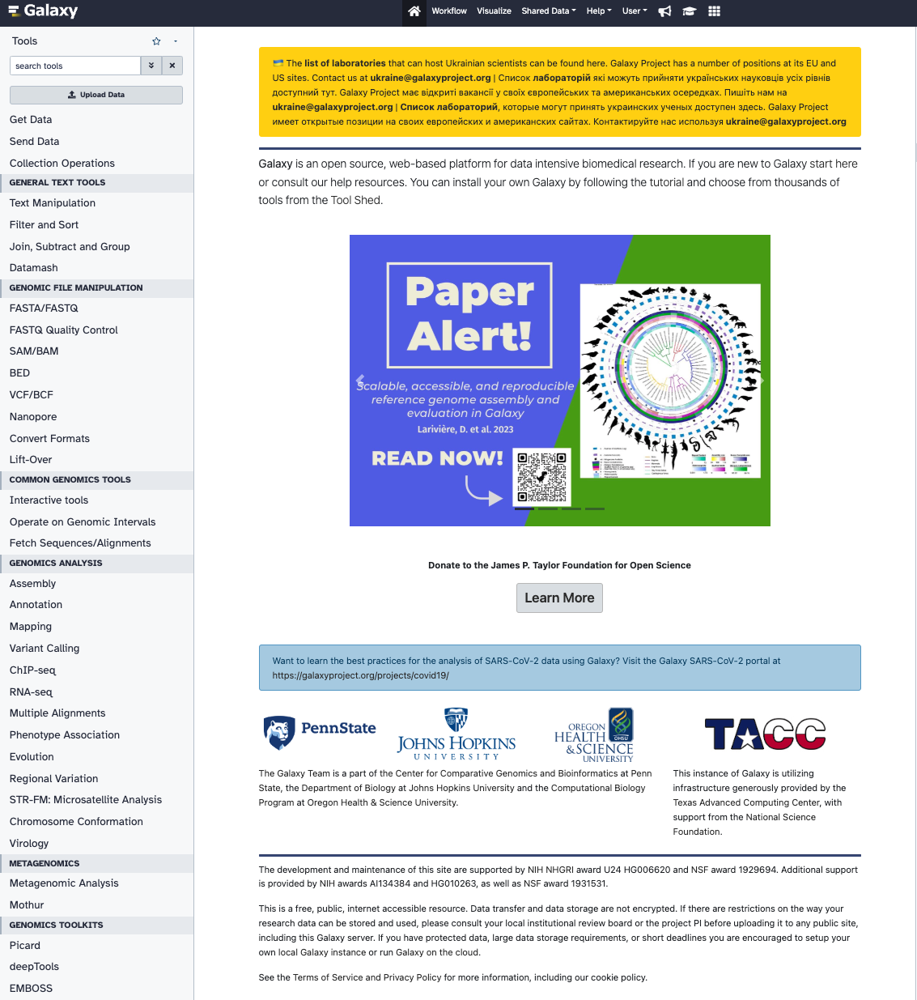 Galaxy
Workflow Visualize Shared Data Help User
Tools
search tools
Upload Data
Get Data
Send Data
Collection Operations
GENERAL TEXT TOOLS
Text Manipulation
Filter and Sort
Join, Subtract and Group
Datamash
GENOMIC FILE MANIPULATION
FASTA/FASTQ
FASTQ Quality Control
SAM/BAM
BED
VCF/BCF
Nanopore
Convert Formats
Lift-Over
COMMON GENOMICS TOOLS
Interactive tools
Operate on Genomic Intervals
Fetch Sequences/Alignments
GENOMICS ANALYSIS
Assembly
Annotation
Mapping
Variant Calling
ChIP-seq
RNA-seq
Multiple Alignments
Phenotype Association
Evolution
Regional Variation
STR-FM: Microsatellite Analysis
Chromosome Conformation
Virology
METAGENOMICS
Metagenomic Analysis
Mothur
GENOMICS TOOLKITS
Picard
deepTools
EMBOSS
The list of laboratories that can host Ukrainian scientists can be found here. Galaxy Project has a number of positions at its EU and
US sites. Contact us at ukraine@galaxyproject.org | Список лабораторій які можуть прийняти українських науковців усіх рівнів
доступний тут. Galaxy Project має відкриті вакансії у своїх європейських та американських осередках. Пишіть нам на
ukraine@galaxyproject.org | Список лабораторий, которые могут принять украинских ученых доступен здесь. Galaxy Project
имеет открытые позиции на своих европейских и американских сайтах. Контактируйте нас используя ukraine@galaxyproject.org
Galaxy is an open source, web-based platform for data intensive biomedical research. If you are new to Galaxy start here
or consult our help resources. You can install your own Galaxy by following the tutorial and choose from thousands of
tools from the Tool Shed.
Paper
Alert!
Scalable, accessible, and reproducible
reference genome assembly and
evaluation in Galaxy
Larivière, D. et al. 2023
READ NOW!
Donate to the James P. Taylor Foundation for Open Science
Learn More
Want to learn the best practices for the analysis of SARS-CoV-2 data using Galaxy? Visit the Galaxy SARS-CoV-2 portal at
https://galaxyproject.org/projects/covid19/
PennState
JOHNS HOPKINS
UNIVERSITY
OREGON
HEALTH
&SCIENCE
UNIVERSITY
OHSU
TACC
The Galaxy Team is a part of the Center for Comparative Genomics and Bioinformatics at Penn
State, the Department of Biology at Johns Hopkins University and the Computational Biology
Program at Oregon Health & Science University.
This instance of Galaxy is utilizing
infrastructure generously provided by the
Texas Advanced Computing Center, with
support from the National Science
Foundation.
The development and maintenance of this site are supported by NIH NHGRI award U24 HG006620 and NSF award 1929694. Additional support
is provided by NIH awards AI134384 and HG010263, as well as NSF award 1931531.
This is a free, public, internet accessible resource. Data transfer and data storage are not encrypted. If there are restrictions on the way your
research data can be stored and used, please consult your local institutional review board or the project PI before uploading it to any public site,
including this Galaxy server. If you have protected data, large data storage requirements, or short deadlines you are encouraged to setup your
own local Galaxy instance or run Galaxy on the cloud.
See the Terms of Service and Privacy Policy for more information, including our cookie policy.